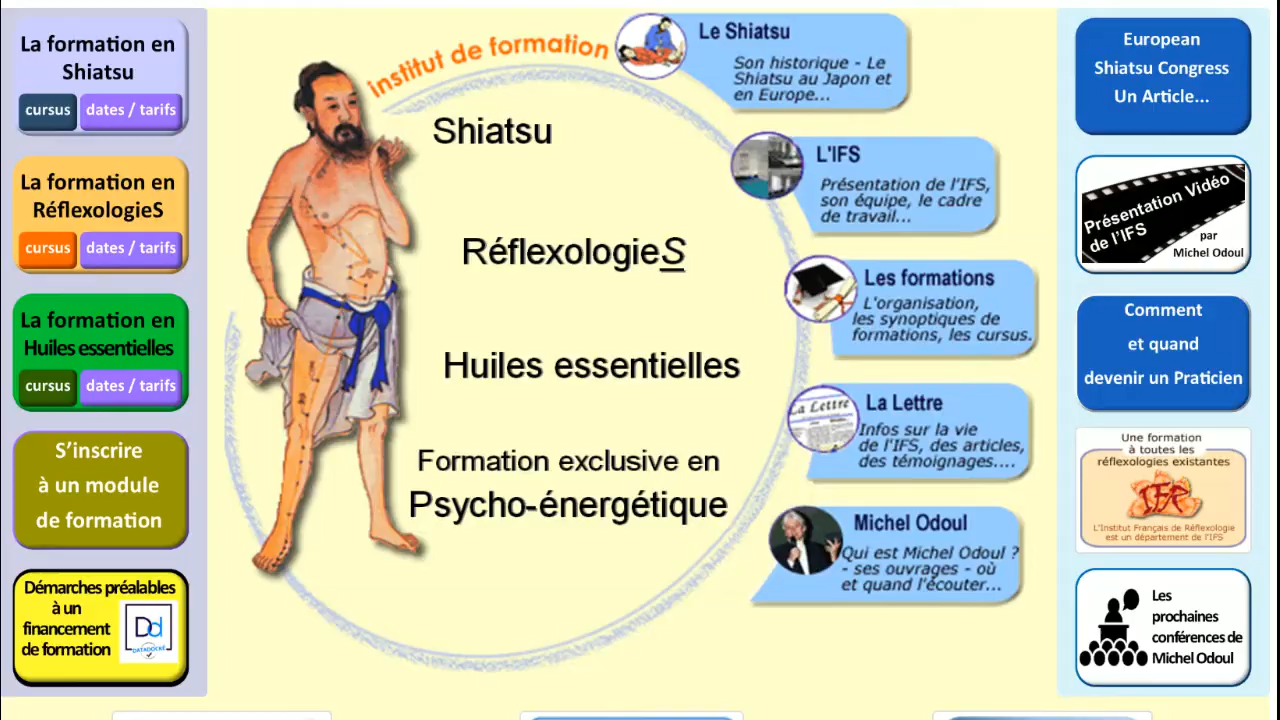 La formation en
Shiatsu
cursus
dates / tarifs
La formation en
RéflexologieS
cursus
dates / tarifs
La formation en
Huiles essentielles
cursus
dates / tarifs
S'inscrire
à un module
de formation
Démarches préalables
à un
financement
de formation
Dd
DATADOCKÉ
institut de formation
Shiatsu
RéflexologieS
Huiles essentielles
Formation exclusive en
Psycho-énergétique
Le Shiatsu
Son historique - Le
Shiatsu au Japon et
en Europe...
L'IFS
Présentation de l'IFS,
son équipe, le cadre
de travail...
Les formations
L'organisation,
les synoptiques de
formations, les cursus.
La Lettre
La Lettre
Infos sur la vie
de l'IFS, des articles,
des témoignages....
Michel Odoul
Qui est Michel Odoul ?
- ses ouvrages - où
et quand l'écouter...
European
Shiatsu Congress
Un Article...
Présentation Vidéo
de l'IFS
par
Michel Odoul
Comment
et quand
devenir un Praticien
Une formation
à toutes les
réflexologies existantes
IFR
L'Institut Français de Réflexologie
est un département de l'IFS
Les
prochaines
conférences de
Michel Odoul